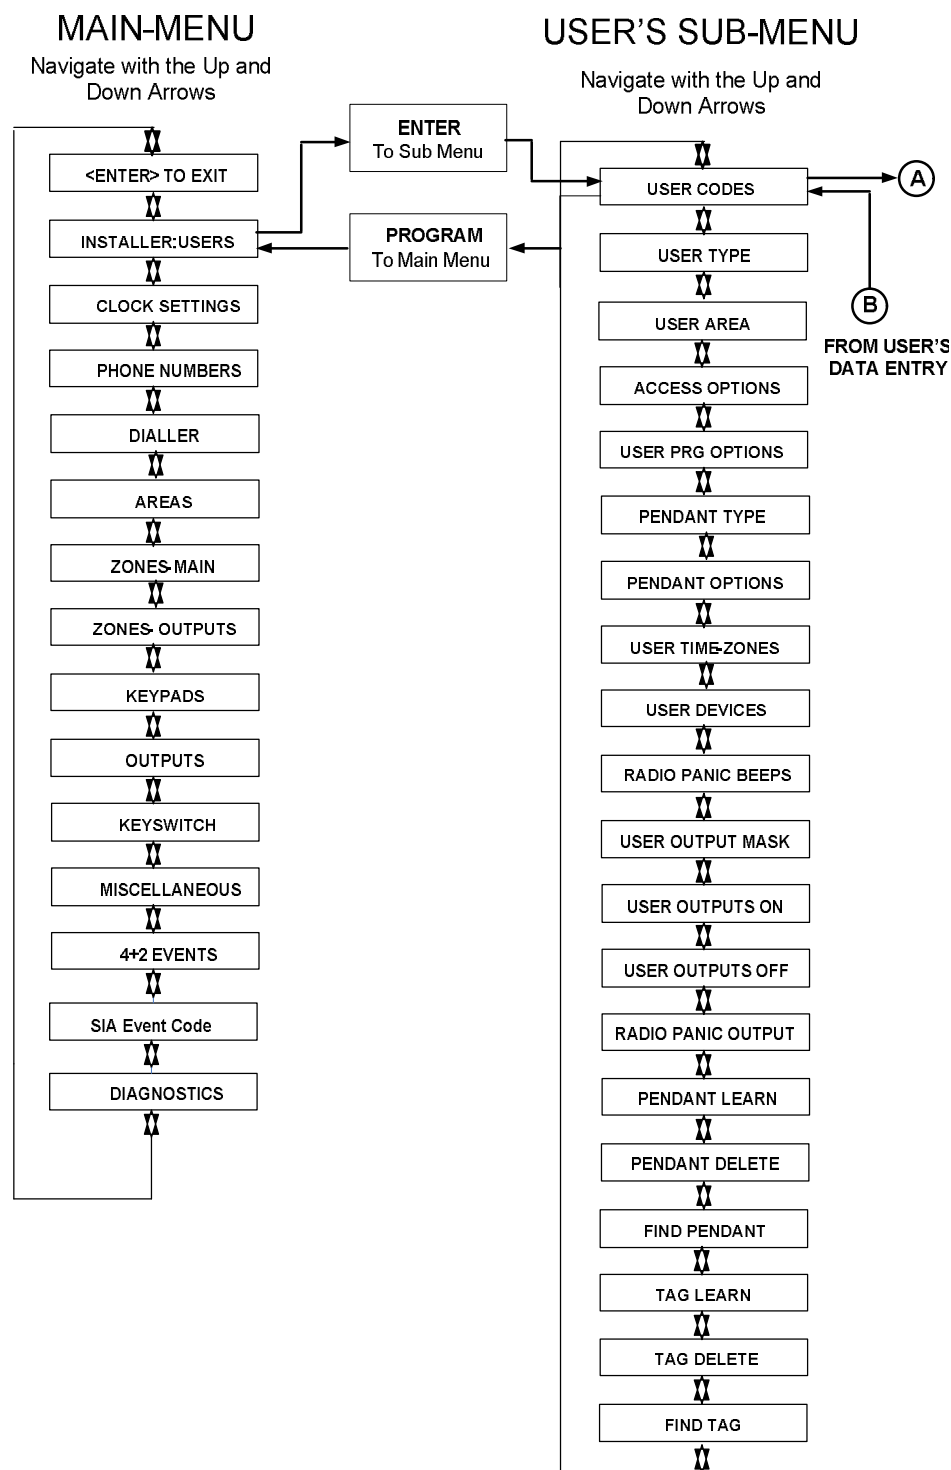 MAIN-MENU
Navigate with the Up and
Down Arrows
<ENTER> TO EXIT
INSTALLER:USERS
CLOCK SETTINGS
PHONE NUMBERS
DIALLER
AREAS
ZONES-MAIN
ZONES- OUTPUTS
KEYPADS
OUTPUTS
KEYSWITCH
MISCELLANEOUS
4+2 EVENTS
SIA Event Code
DIAGNOSTICS
ENTER
To Sub Menu
PROGRAM
To Main Menu
USER'S SUB-MENU
Navigate with the Up and
Down Arrows
USER CODES
USER TYPE
USER AREA
ACCESS OPTIONS
USER PRG OPTIONS
PENDANT TYPE
PENDANT OPTIONS
USER TIME-ZONES
USER DEVICES
RADIO PANIC BEEPS
USER OUTPUT MASK
USER OUTPUTS ON
USER OUTPUTS OFF
RADIO PANIC OUTPUT
PENDANT LEARN
PENDANT DELETE
FIND PENDANT
TAG LEARN
TAG DELETE
FIND TAG
A
B
FROM USER'S
DATA ENTRY